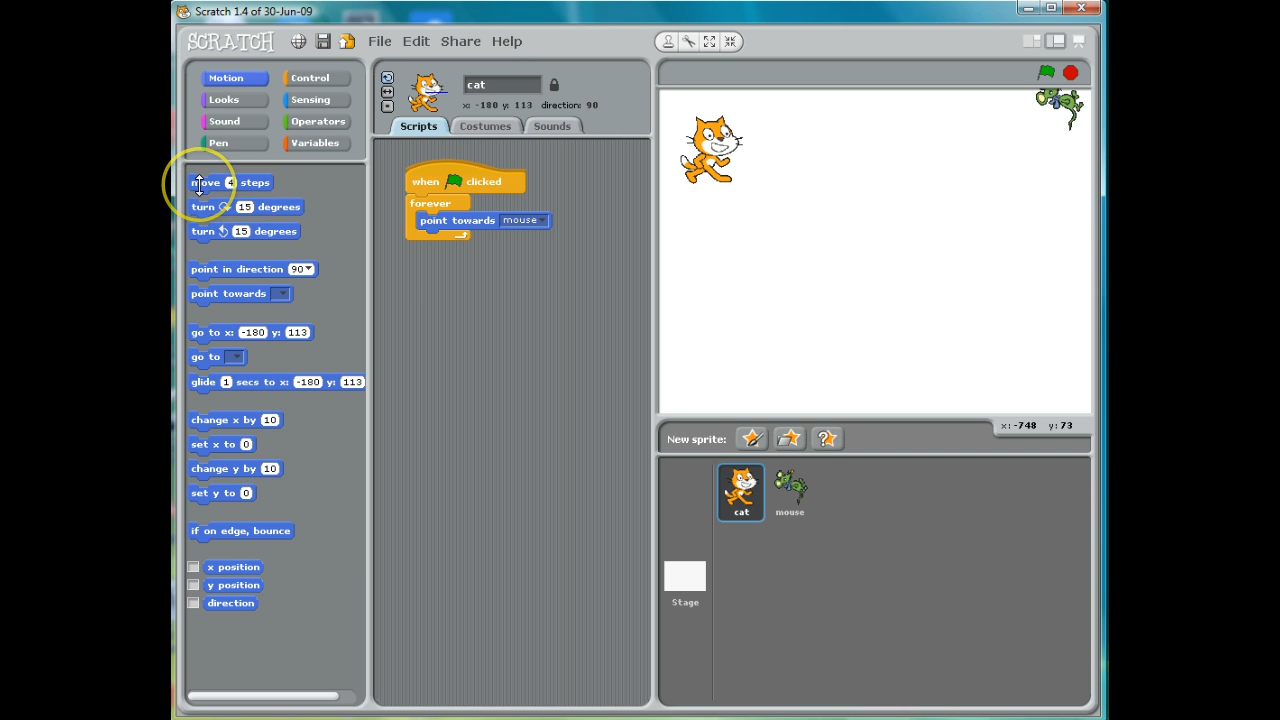 Scratch 1.4 of 30-Jun-09
SCRATCH File Edit Share Help
Motion Control
Looks Sensing
Sound Operators
Pen Variables
move 4 steps
turn 15 degrees
turn 15 degrees
point in direction 90
point towards
go to x: -180 y: 113
go to
glide 1 secs to x: -180 y: 113
change x by 10
set x to 0
change y by 10
set y to 0
if on edge, bounce
x position
y position
direction
cat
x: -180 y: 113 direction: 90
Scripts Costumes Sounds
when clicked
forever
point towards mouse
x: -748 y: 73
New sprite:
cat mouse
Stage